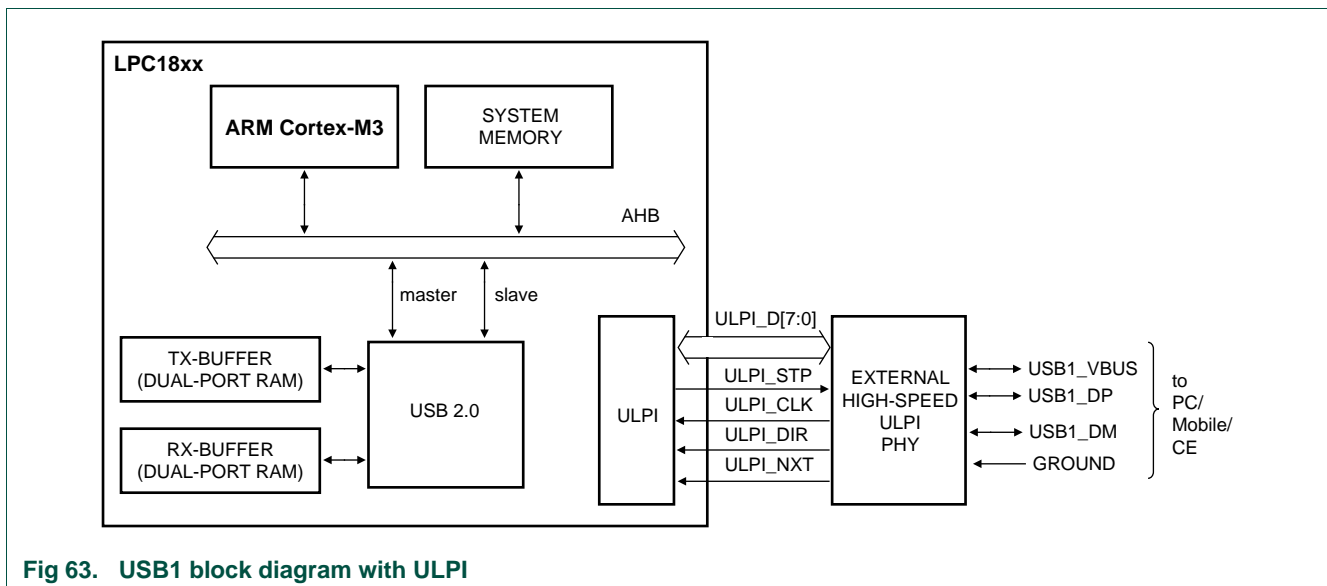 LPC18xx
ARM Cortex-M3
SYSTEM
MEMORY
AHB
master
slave
TX-BUFFER
(DUAL-PORT RAM)
RX-BUFFER
(DUAL-PORT RAM)
USB 2.0
ULPI
ULPI_D[7:0]
ULPI_STP
ULPI_CLK
ULPI_DIR
ULPI_NXT
EXTERNAL
HIGH-SPEED
ULPI
PHY
USB1_VBUS
USB1_DP
USB1_DM
GROUND
to
PC/
Mobile/
CE
Fig 63. USB1 block diagram with ULPI